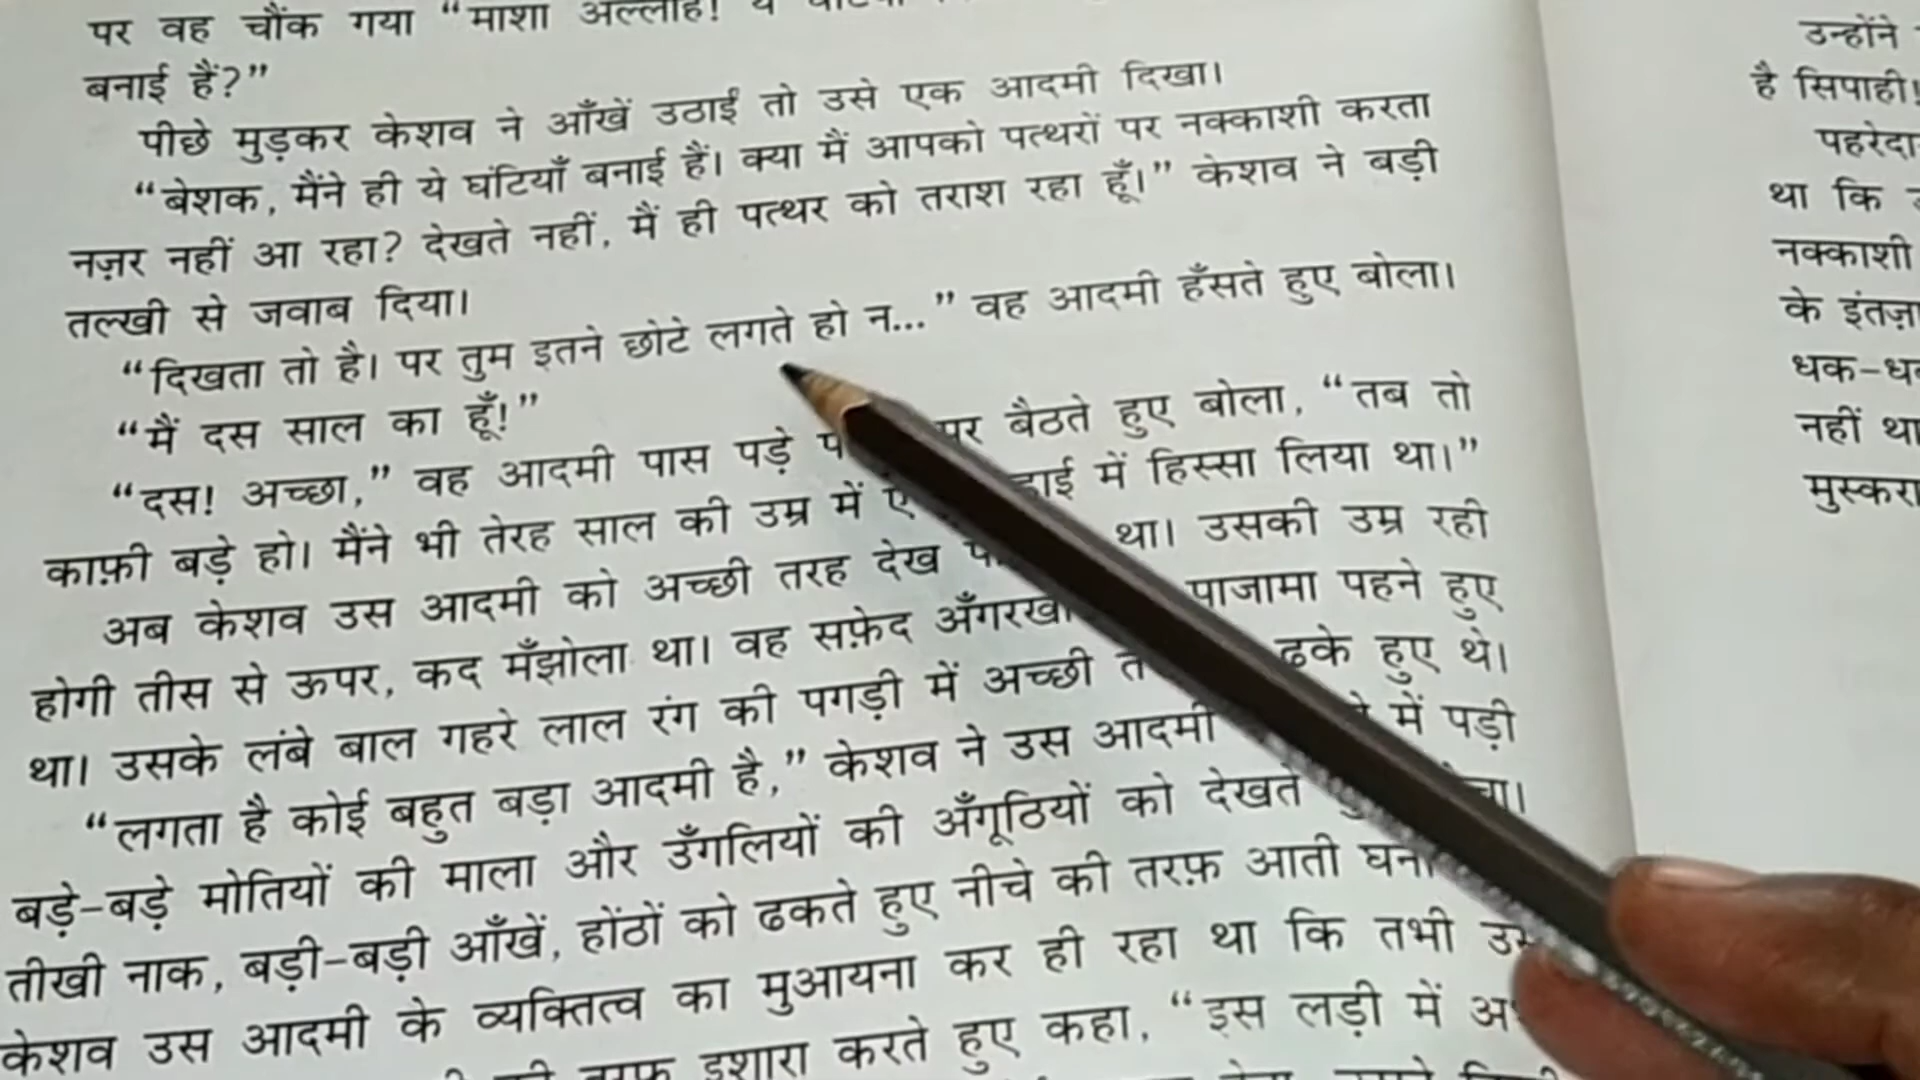 पर वह चौंक गया “माशा अल्लाह! ये
बनाई हैं?”
पीछे मुड़कर केशव ने आँखें उठाईं तो उसे एक आदमी दिखा।
“बेशक, मैंने ही ये घंटियाँ बनाई हैं। क्या मैं आपको पत्थरों पर नक्काशी करता
नज़र नहीं आ रहा? देखते नहीं, मैं ही पत्थर को तराश रहा हूँ।” केशव ने बड़ी
तल्खी से जवाब दिया।
“दिखता तो है। पर तुम इतने छोटे लगते हो न...” वह आदमी हँसते हुए बोला।
“मैं दस साल का हूँ!”
“दस! अच्छा,” वह आदमी पास पड़े पर बैठते हुए बोला, “तब तो
काफ़ी बड़े हो। मैंने भी तेरह साल की उम्र में में हिस्सा लिया था।”
अब केशव उस आदमी को अच्छी तरह देख था। उसकी उम्र रही
होगी तीस से ऊपर, कद मँझोला था। वह सफ़ेद अँगरखा पाजामा पहने हुए
था। उसके लंबे बाल गहरे लाल रंग की पगड़ी में अच्छी ढके हुए थे।
“लगता है कोई बहुत बड़ा आदमी है,” केशव ने उस आदमी में पड़ी
बड़े-बड़े मोतियों की माला और उँगलियों की अँगूठियों को देखते
तीखी नाक, बड़ी-बड़ी आँखें, होंठों को ढकते हुए नीचे की तरफ़ आती
केशव उस आदमी के व्यक्तित्व का मुआयना कर ही रहा था कि तभी
तरफ इशारा करते हुए कहा, “इस लड़ी में
उन्होंने
है सिपाही!
था कि
नक्काशी
के
नहीं था